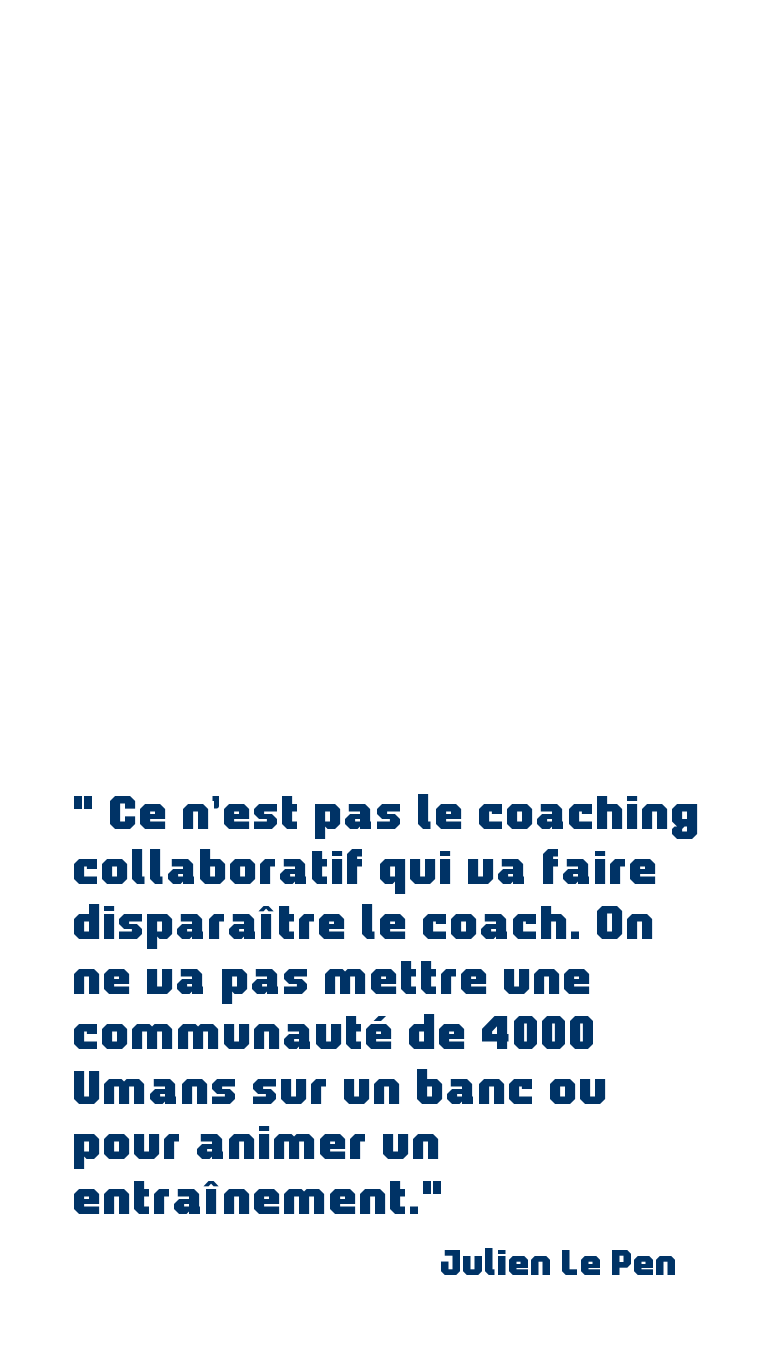 " Ce n'est pas le coaching
collaboratif qui va faire
disparaître le coach. On
ne va pas mettre une
communauté de 4000
Umans sur un banc ou
pour animer un
entraînement."
Julien Le Pen